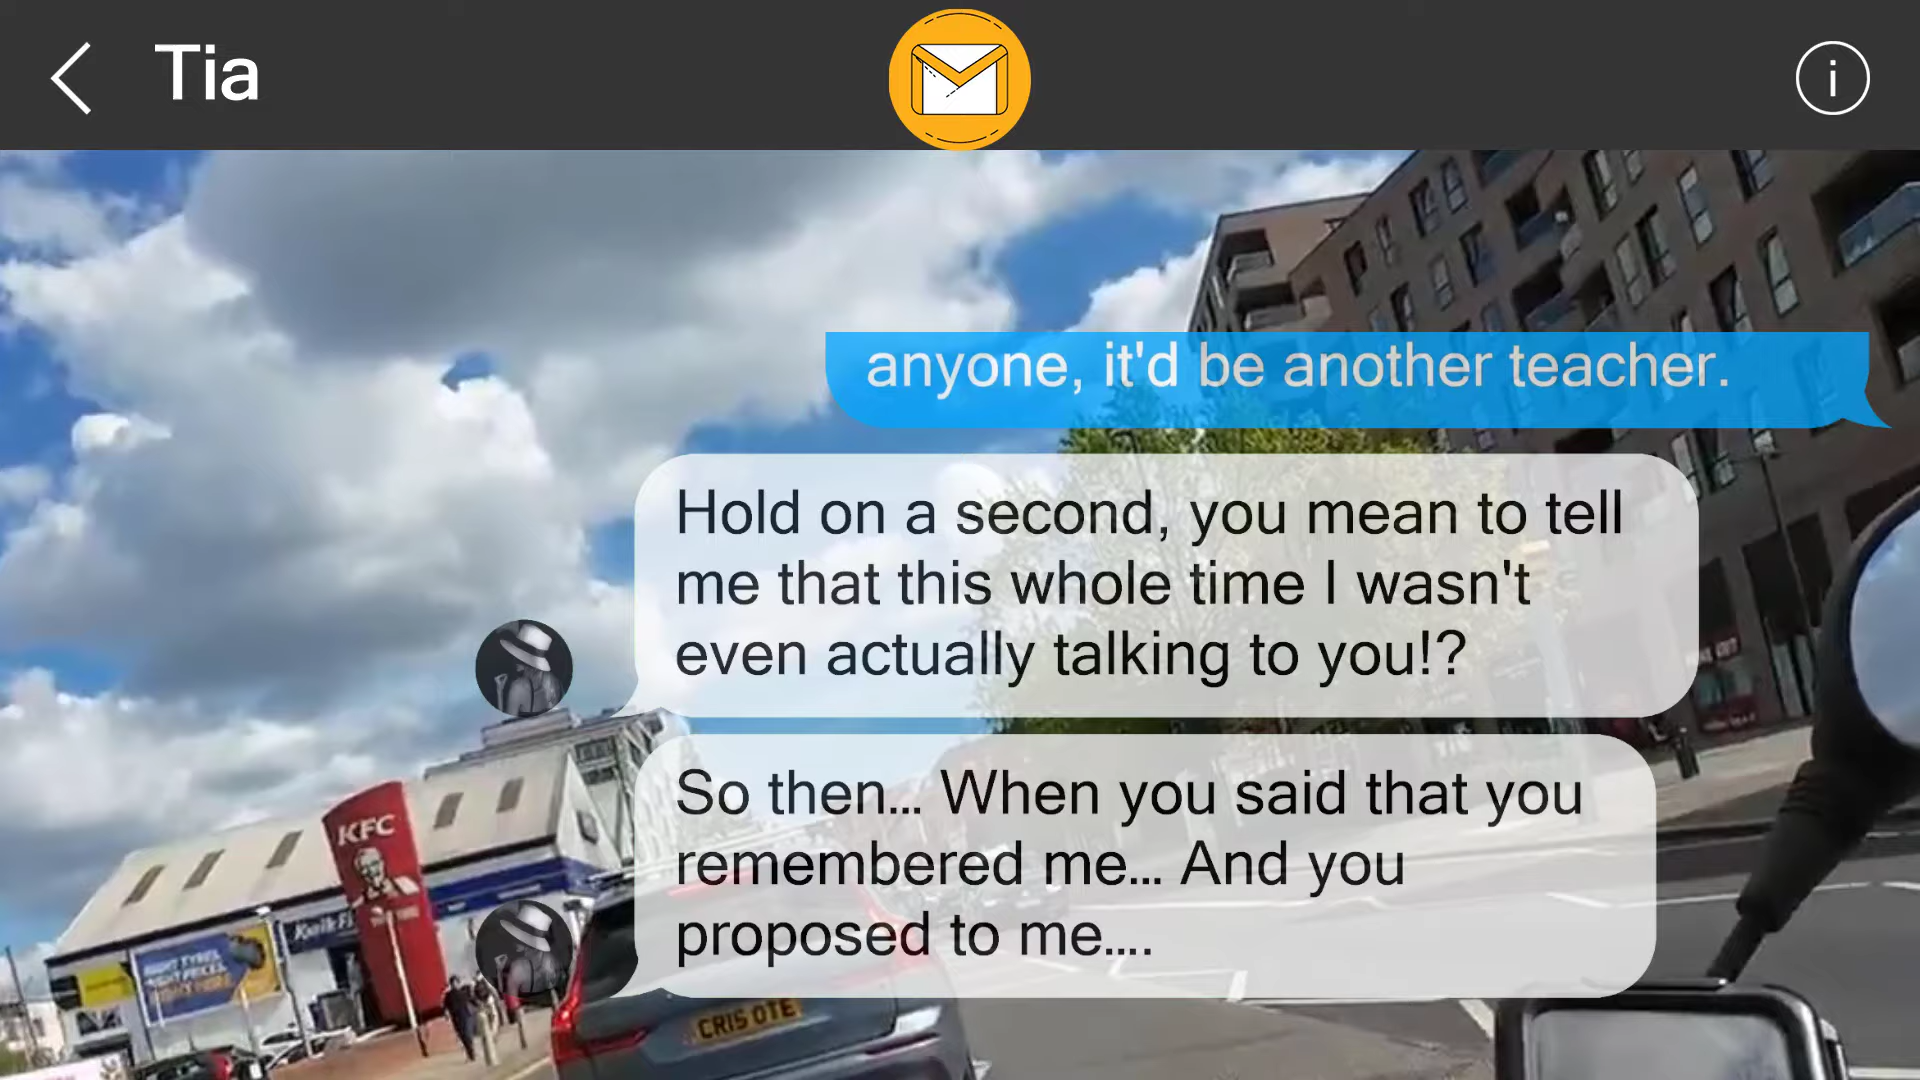 Tia
anyone, it'd be another teacher.
Hold on a second, you mean to tell
me that this whole time I wasn't
even actually talking to you!?
So then... When you said that you
remembered me... And you
proposed to me....
KFC